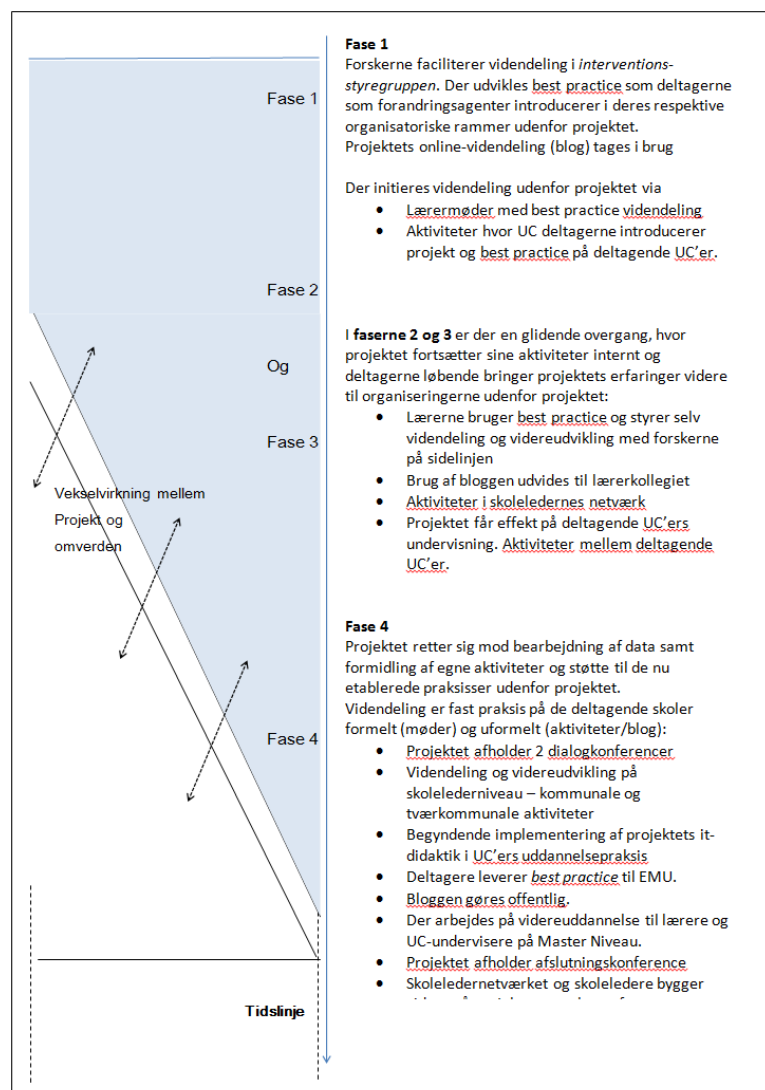 Fase 1
Fase 2
Og
Fase 3
Vekselvirkning mellem
Projekt og
omverden
Fase 4
Tidslinje
Fase 1
Forskerne faciliterer videndeling i interventions-
styregruppen. Der udvikles best practice som deltagerne
som forandringsagenter introducerer i deres respektive
organisatoriske rammer udenfor projektet.
Projektets online-videndeling (blog) tages i brug
Der initieres videndeling udenfor projektet via
• Lærermøder med best practice videndeling
• Aktiviteter hvor UC deltagerne introducerer
projekt og best practice på deltagende UC’er.
I faserne 2 og 3 er der en glidende overgang, hvor
projektet fortsætter sine aktiviteter internt og
deltagerne løbende bringer projektets erfaringer videre
til organiseringerne udenfor projektet:
• Lærerne bruger best practice og styrer selv
videndeling og videreudvikling med forskerne
på sidelinjen
• Brug af bloggen udvides til lærerkollegiet
• Aktiviteter i skoleledernes netværk
• Projektet får effekt på deltagende UC’ers
undervisning. Aktiviteter mellem deltagende
UC’er.
Fase 4
Projektet retter sig mod bearbejdning af data samt
formidling af egne aktiviteter og støtte til de nu
etablerede praksisser udenfor projektet.
Videndeling er fast praksis på de deltagende skoler
formelt (møder) og uformelt (aktiviteter/blog):
• Projektet afholder 2 dialogkonferencer
• Videndeling og videreudvikling på
skolelederniveau – kommunale og
tværkommunale aktiviteter
• Begyndende implementering af projektets it-
didaktik i UC’ers uddannelsepraksis
• Deltagere leverer best practice til EMU.
• Bloggen gøres offentlig.
• Der arbejdes på videreuddannelse til lærere og
UC-undervisere på Master Niveau.
• Projektet afholder afslutningskonference
• Skoleledernetværket og skoleledere bygger